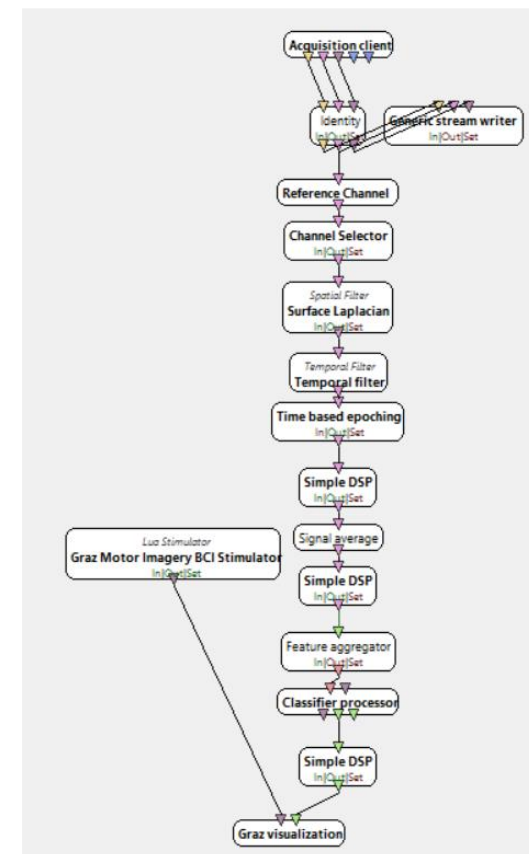 Acquisition client
Identity
In|Out|Set
Generic stream writer
In|Out|Set
Reference Channel
Channel Selector
In|Out|Set
Spatial Filter
Surface Laplacian
In|Out|Set
Temporal Filter
Temporal filter
Time based epoching
In|Out|Set
Simple DSP
In|Out|Set
Signal average
Lua Stimulator
Graz Motor Imagery BCI Stimulator
In|Out|Set
Simple DSP
In|Out|Set
Feature aggregator
In|Out|Set
Classifier processor
Simple DSP
In|Out|Set
Graz visualization